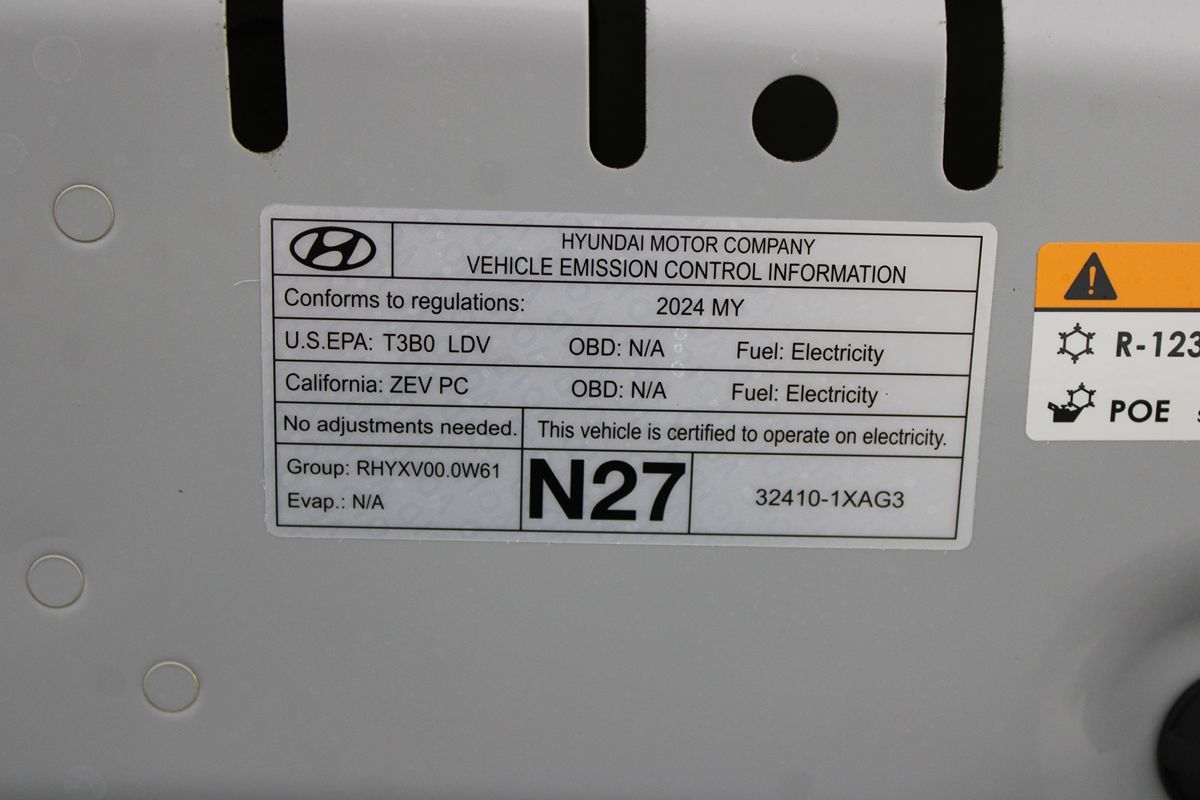 HYUNDAI MOTOR COMPANY
VEHICLE EMISSION CONTROL INFORMATION
Conforms to regulations: 2024 MY
U.S.EPA: T3B0 LDV OBD: N/A Fuel: Electricity
California: ZEV PC OBD: N/A Fuel: Electricity
No adjustments needed. This vehicle is certified to operate on electricity.
Group: RHYXV00.0W61
Evap.: N/A
N27
32410-1XAG3
R-123
POE